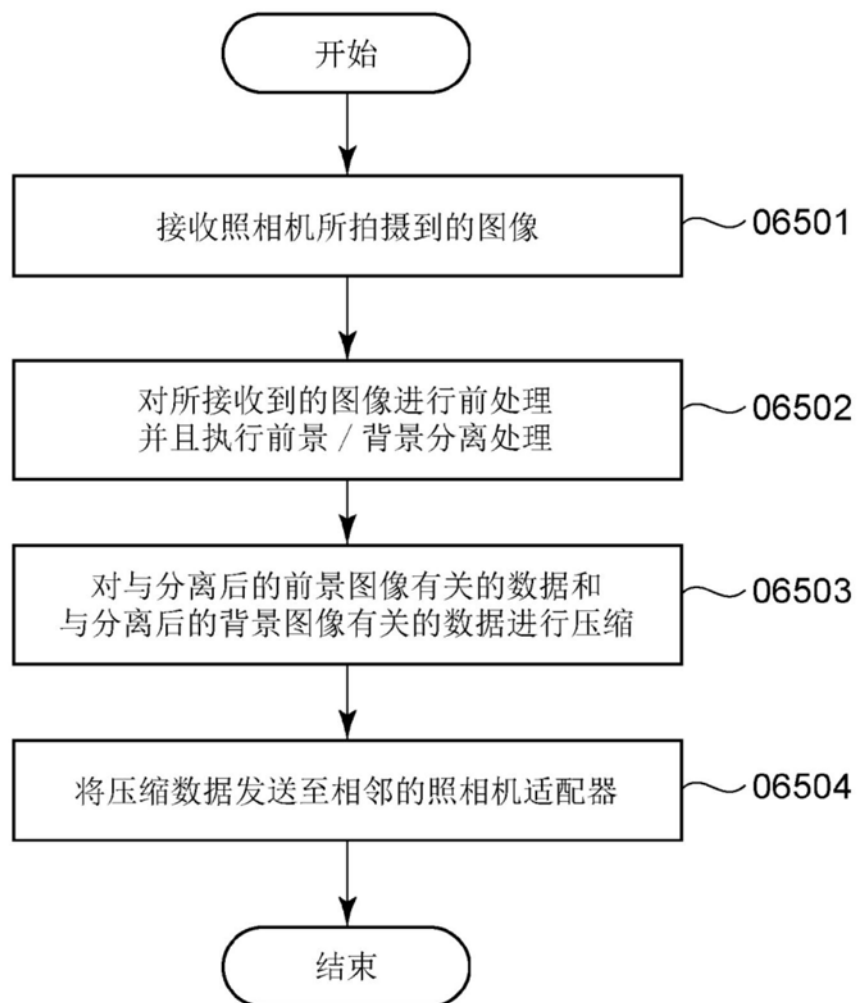 开始
接收照相机所拍摄到的图像
06501
对所接收到的图像进行前处理
并且执行前景/背景分离处理
06502
对与分离后的前景图像有关的数据和
与分离后的背景图像有关的数据进行压缩
06503
将压缩数据发送至相邻的照相机适配器
06504
结束